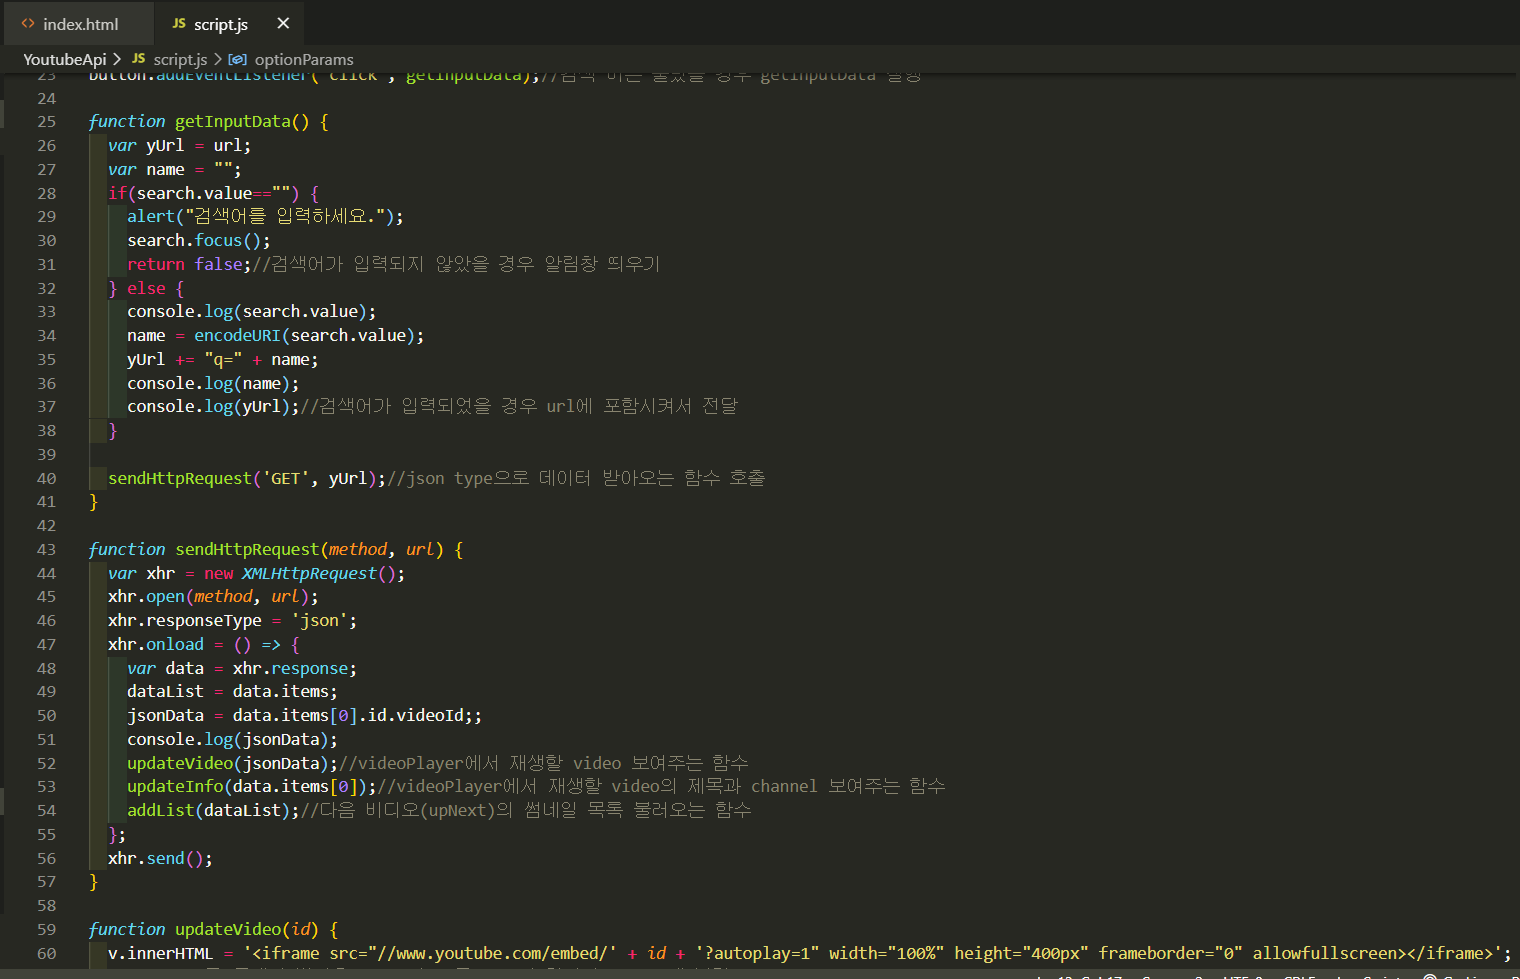 index.html
JS script.js
YoutubeApi > JS script.js > optionParams
23 button.addEventListener('click', getInputData);//검색 버튼 눌렀을 경우 getInputData 실행
24
25 function getInputData() {
26 var yUrl = url;
27 var name = "";
28 if(search.value=="") {
29 alert("검색어를 입력하세요.");
30 search.focus();
31 return false;//검색어가 입력되지 않았을 경우 알림창 띄우기
32 } else {
33 console.log(search.value);
34 name = encodeURI(search.value);
35 yUrl += "q=" + name;
36 console.log(name);
37 console.log(yUrl);//검색어가 입력되었을 경우 url에 포함시켜서 전달
38 }
39
40 sendHttpRequest('GET', yUrl);//json type으로 데이터 받아오는 함수 호출
41 }
42
43 function sendHttpRequest(method, url) {
44 var xhr = new XMLHttpRequest();
45 xhr.open(method, url);
46 xhr.responseType = 'json';
47 xhr.onload = () => {
48 var data = xhr.response;
49 dataList = data.items;
50 jsonData = data.items[0].id.videoId;;
51 console.log(jsonData);
52 updateVideo(jsonData);//videoPlayer에서 재생할 video 보여주는 함수
53 updateInfo(data.items[0]);//videoPlayer에서 재생할 video의 제목과 channel 보여주는 함수
54 addList(dataList);//다음 비디오(upNext)의 썸네일 목록 불러오는 함수
55 };
56 xhr.send();
57 }
58
59 function updateVideo(id) {
60 v.innerHTML = '<iframe src="//www.youtube.com/embed/' + id + '?autoplay=1" width="100%" height="400px" frameborder="0" allowfullscreen></iframe>';